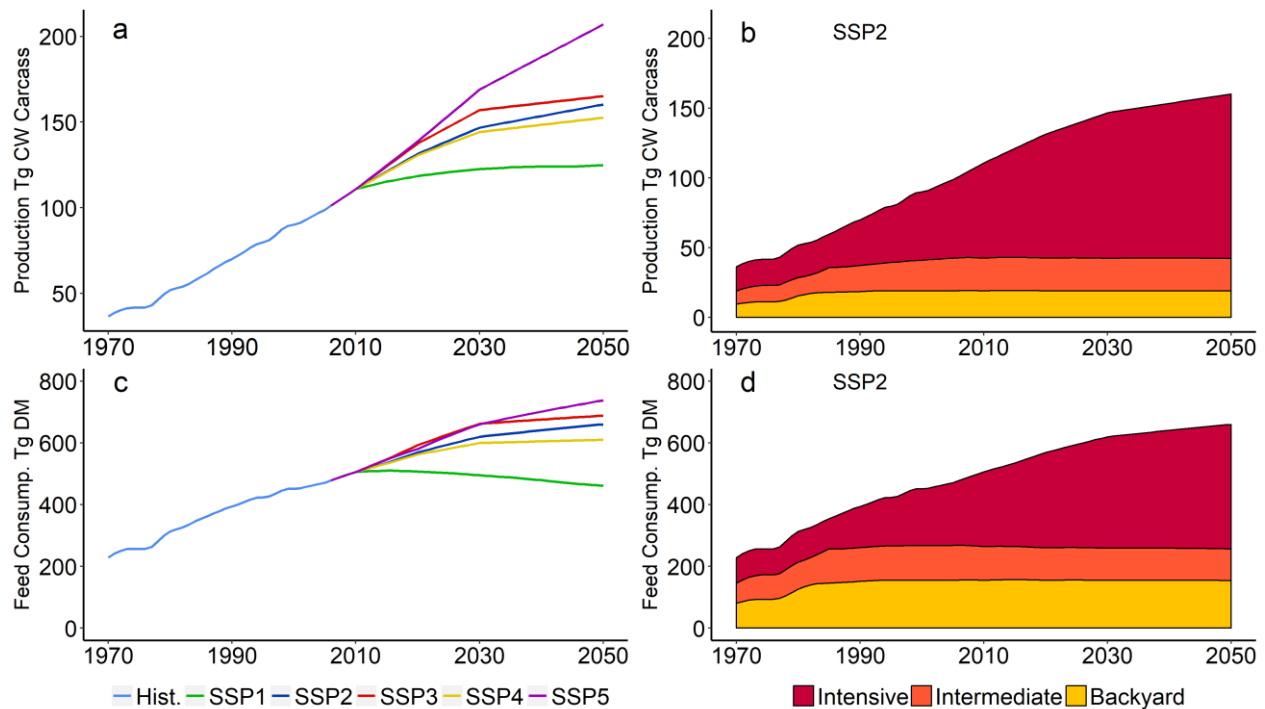 a
Production Tg CW Carcass
200
150
100
50
1970 1990 2010 2030 2050
b SSP2
Production Tg CW Carcass
200
150
100
50
0
1970 1990 2010 2030 2050
c
Feed Consump. Tg DM
800
600
400
200
0
1970 1990 2010 2030 2050
d SSP2
Feed Consump. Tg DM
800
600
400
200
0
1970 1990 2010 2030 2050
Hist. SSP1 SSP2 SSP3 SSP4 SSP5
Intensive Intermediate Backyard